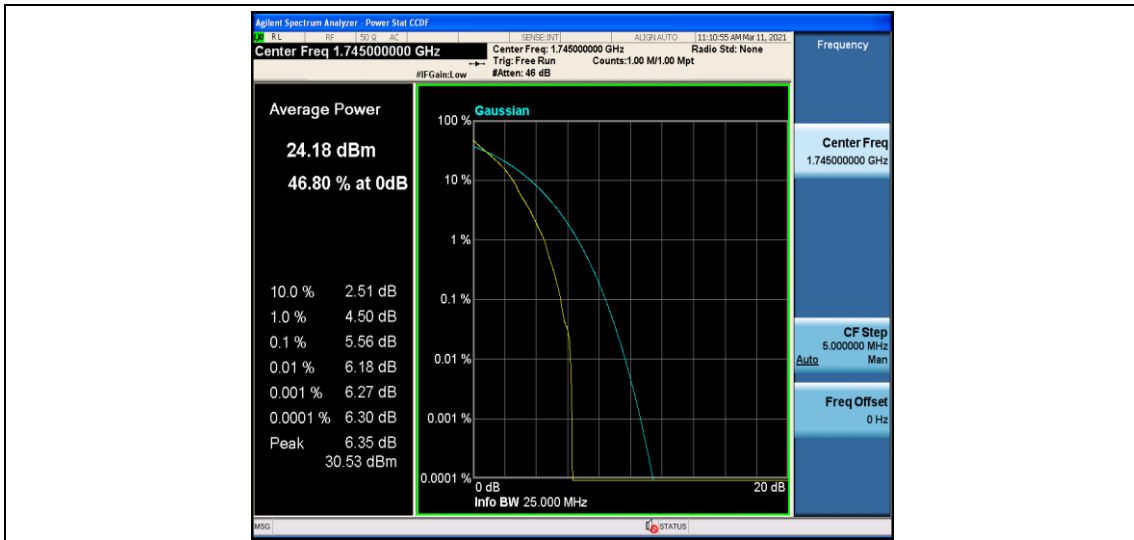 Agilent Spectrum Analyzer - Power Stat CCDF
LXI RL RF 50 Ω AC SENSE:INT ALIGNAUTO 11:10:55 AM Mar 11, 2021
Center Freq 1.745000000 GHz
Center Freq: 1.745000000 GHz Radio Std: None
Trig: Free Run Counts:1.00 M/1.00 Mpt
#IFGain:Low #Atten: 46 dB
Frequency
Average Power
24.18 dBm
46.80 % at 0dB
10.0 % 2.51 dB
1.0 % 4.50 dB
0.1 % 5.56 dB
0.01 % 6.18 dB
0.001 % 6.27 dB
0.0001 % 6.30 dB
Peak 6.35 dB
30.53 dBm
Gaussian
100 %
10 %
1 %
0.1 %
0.01 %
0.001 %
0.0001 %
0 dB 20 dB
Info BW 25.000 MHz
Center Freq
1.745000000 GHz
CF Step
5.000000 MHz
Auto Man
Freq Offset
0 Hz
MSG STATUS